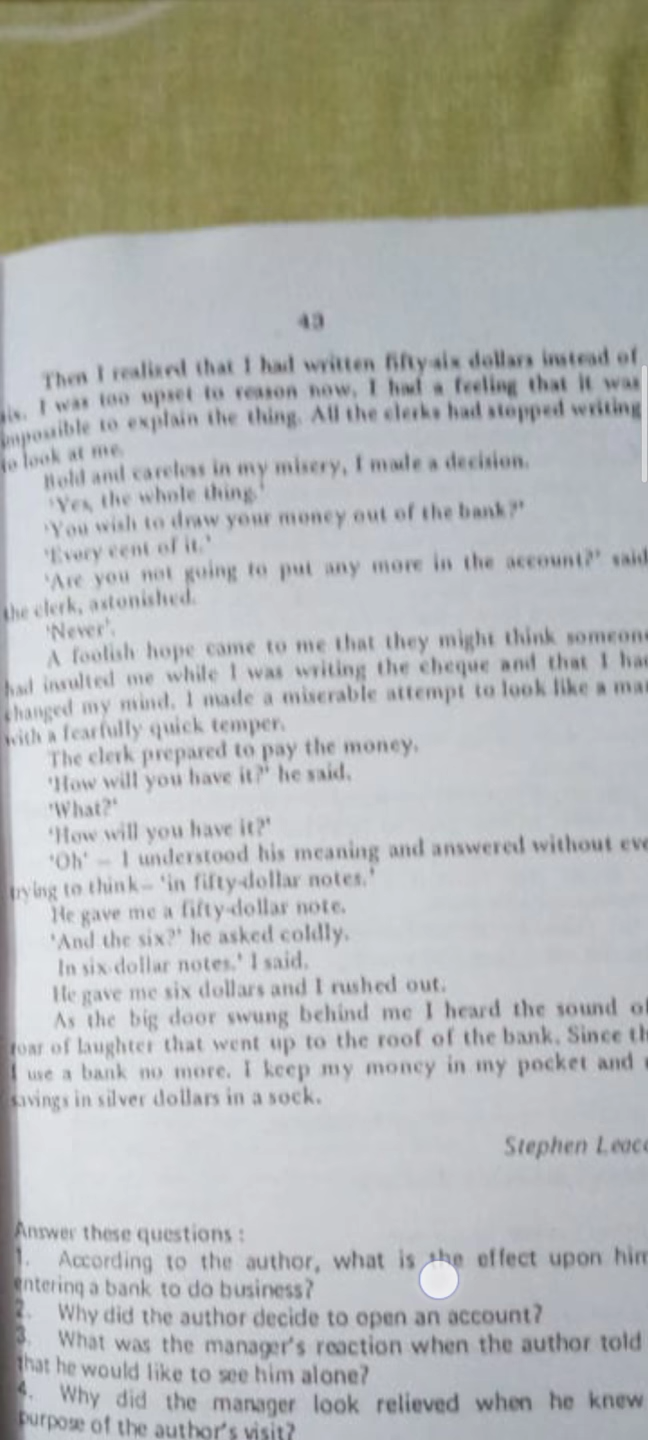 43
Then I realized that I had written fifty-six dollars instead of
six. I was too upset to reason now. I had a feeling that it was
impossible to explain the thing. All the clerks had stopped writing
to look at me.
Bold and careless in my misery, I made a decision.
'Yes, the whole thing.'
'You wish to draw your money out of the bank?'
'Every cent of it.'
'Are you not going to put any more in the account?' said
the clerk, astonished.
'Never'.
A foolish hope came to me that they might think someone
had insulted me while I was writing the cheque and that I had
changed my mind. I made a miserable attempt to look like a man
with a fearfully quick temper.
The clerk prepared to pay the money.
'How will you have it?' he said.
'What?'
'How will you have it?'
'Oh' – I understood his meaning and answered without eve
trying to think – 'in fifty-dollar notes.'
He gave me a fifty-dollar note.
'And the six?' he asked coldly.
In six-dollar notes.' I said.
He gave me six dollars and I rushed out.
As the big door swung behind me I heard the sound of
roar of laughter that went up to the roof of the bank. Since th
I use a bank no more. I keep my money in my pocket and
savings in silver dollars in a sock.
Stephen Leac
Answer these questions :
1. According to the author, what is the effect upon him
entering a bank to do business?
2. Why did the author decide to open an account?
3. What was the manager's reaction when the author told
that he would like to see him alone?
4. Why did the manager look relieved when he knew
purpose of the author's visit?